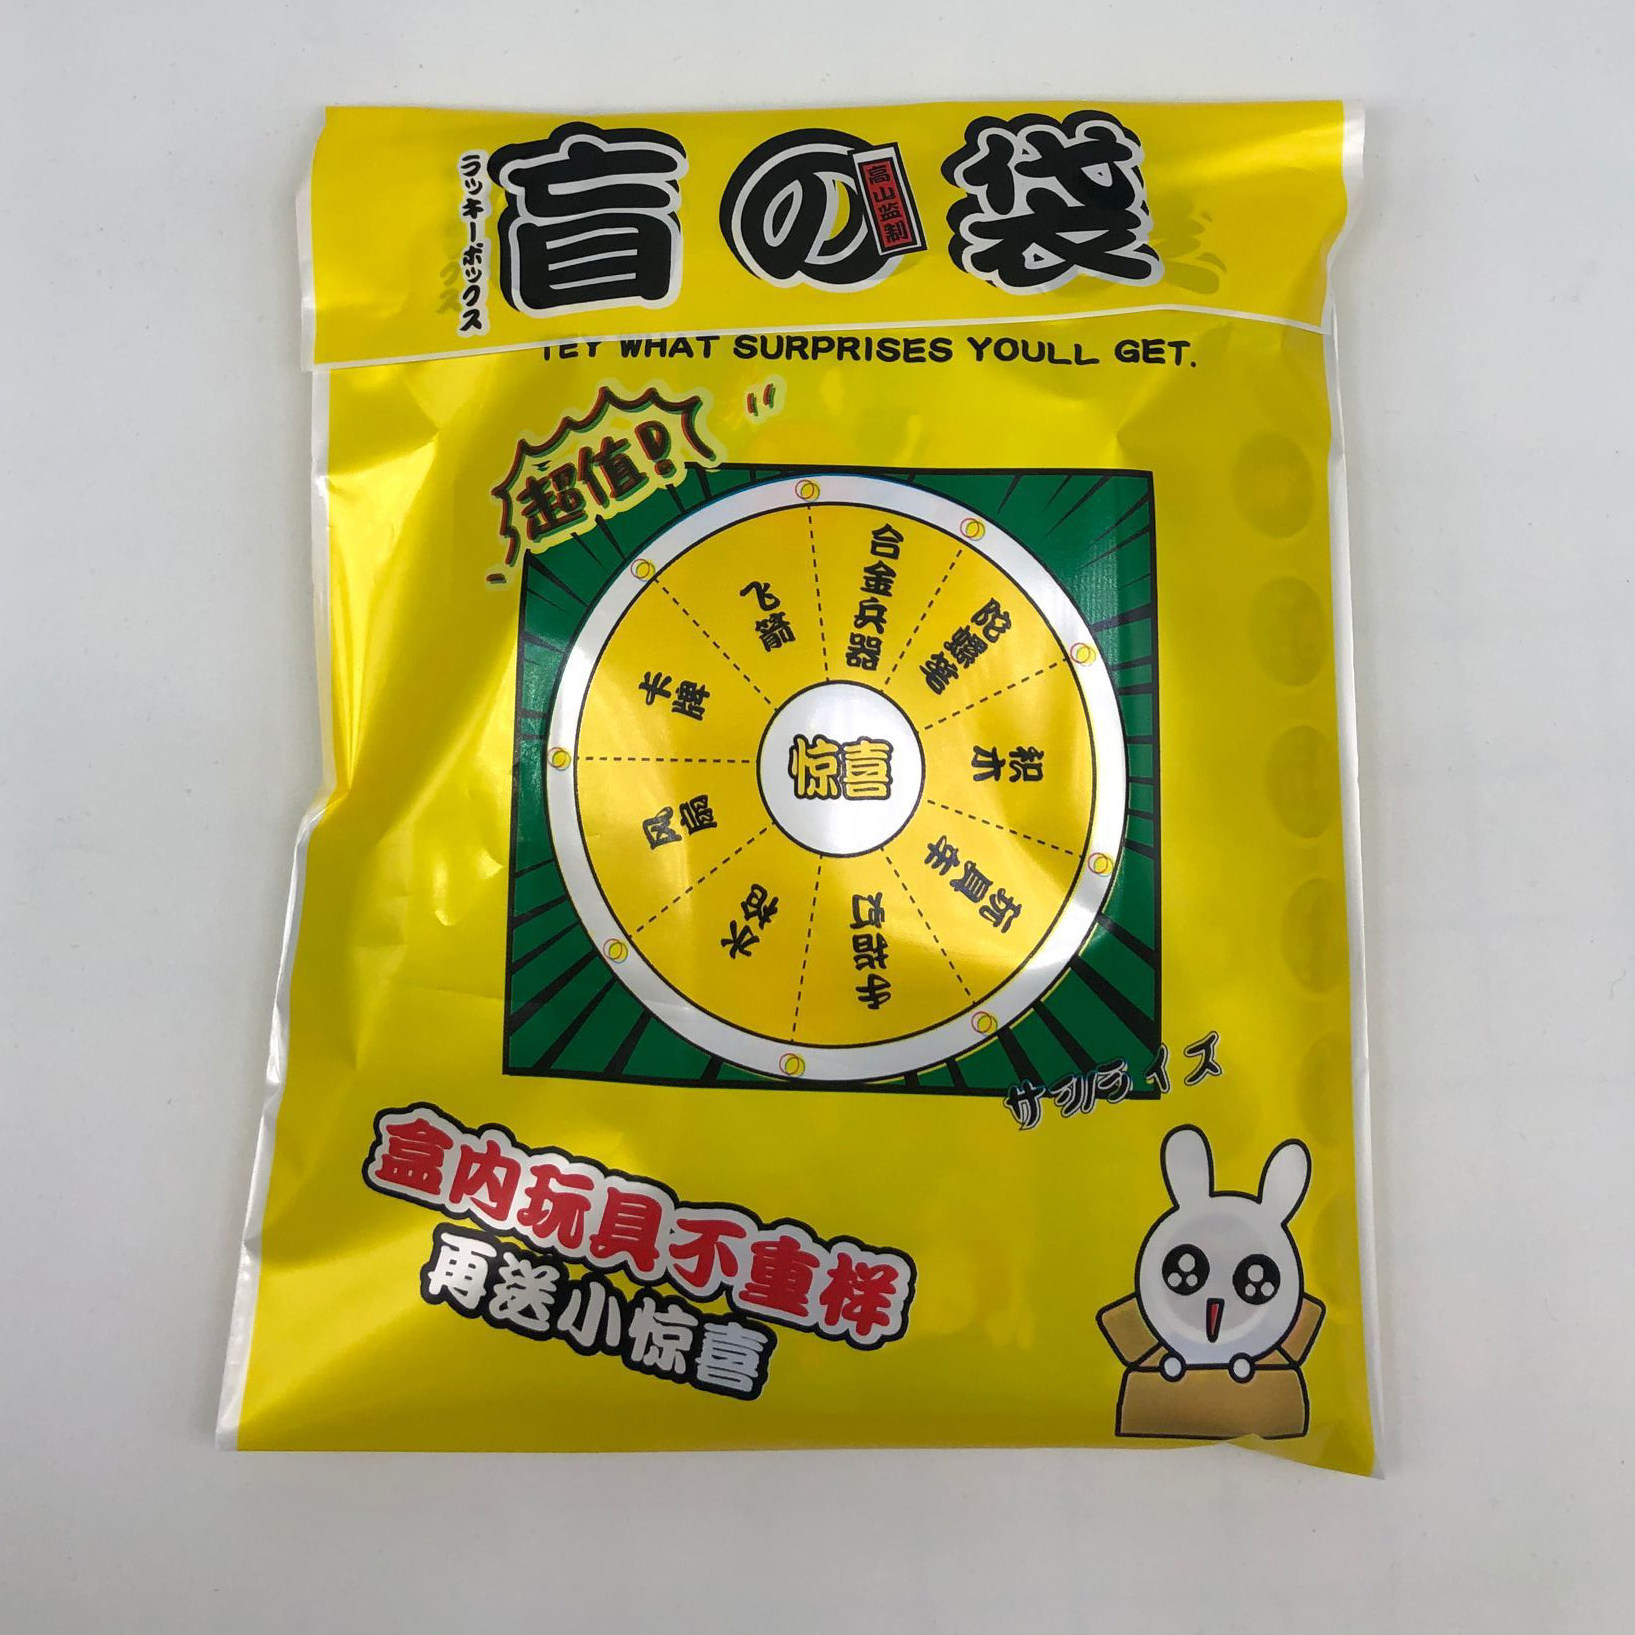 ラッキーボックス
盲の袋
高山监制
TEY WHAT SURPRISES YOULL GET.
超值!
合金兵器
陀螺笔
积木
玩具车
巧指牛
水枪
风扇
卡牌
飞箭
惊喜
サプライズ
盒内玩具不重样
再送小惊喜